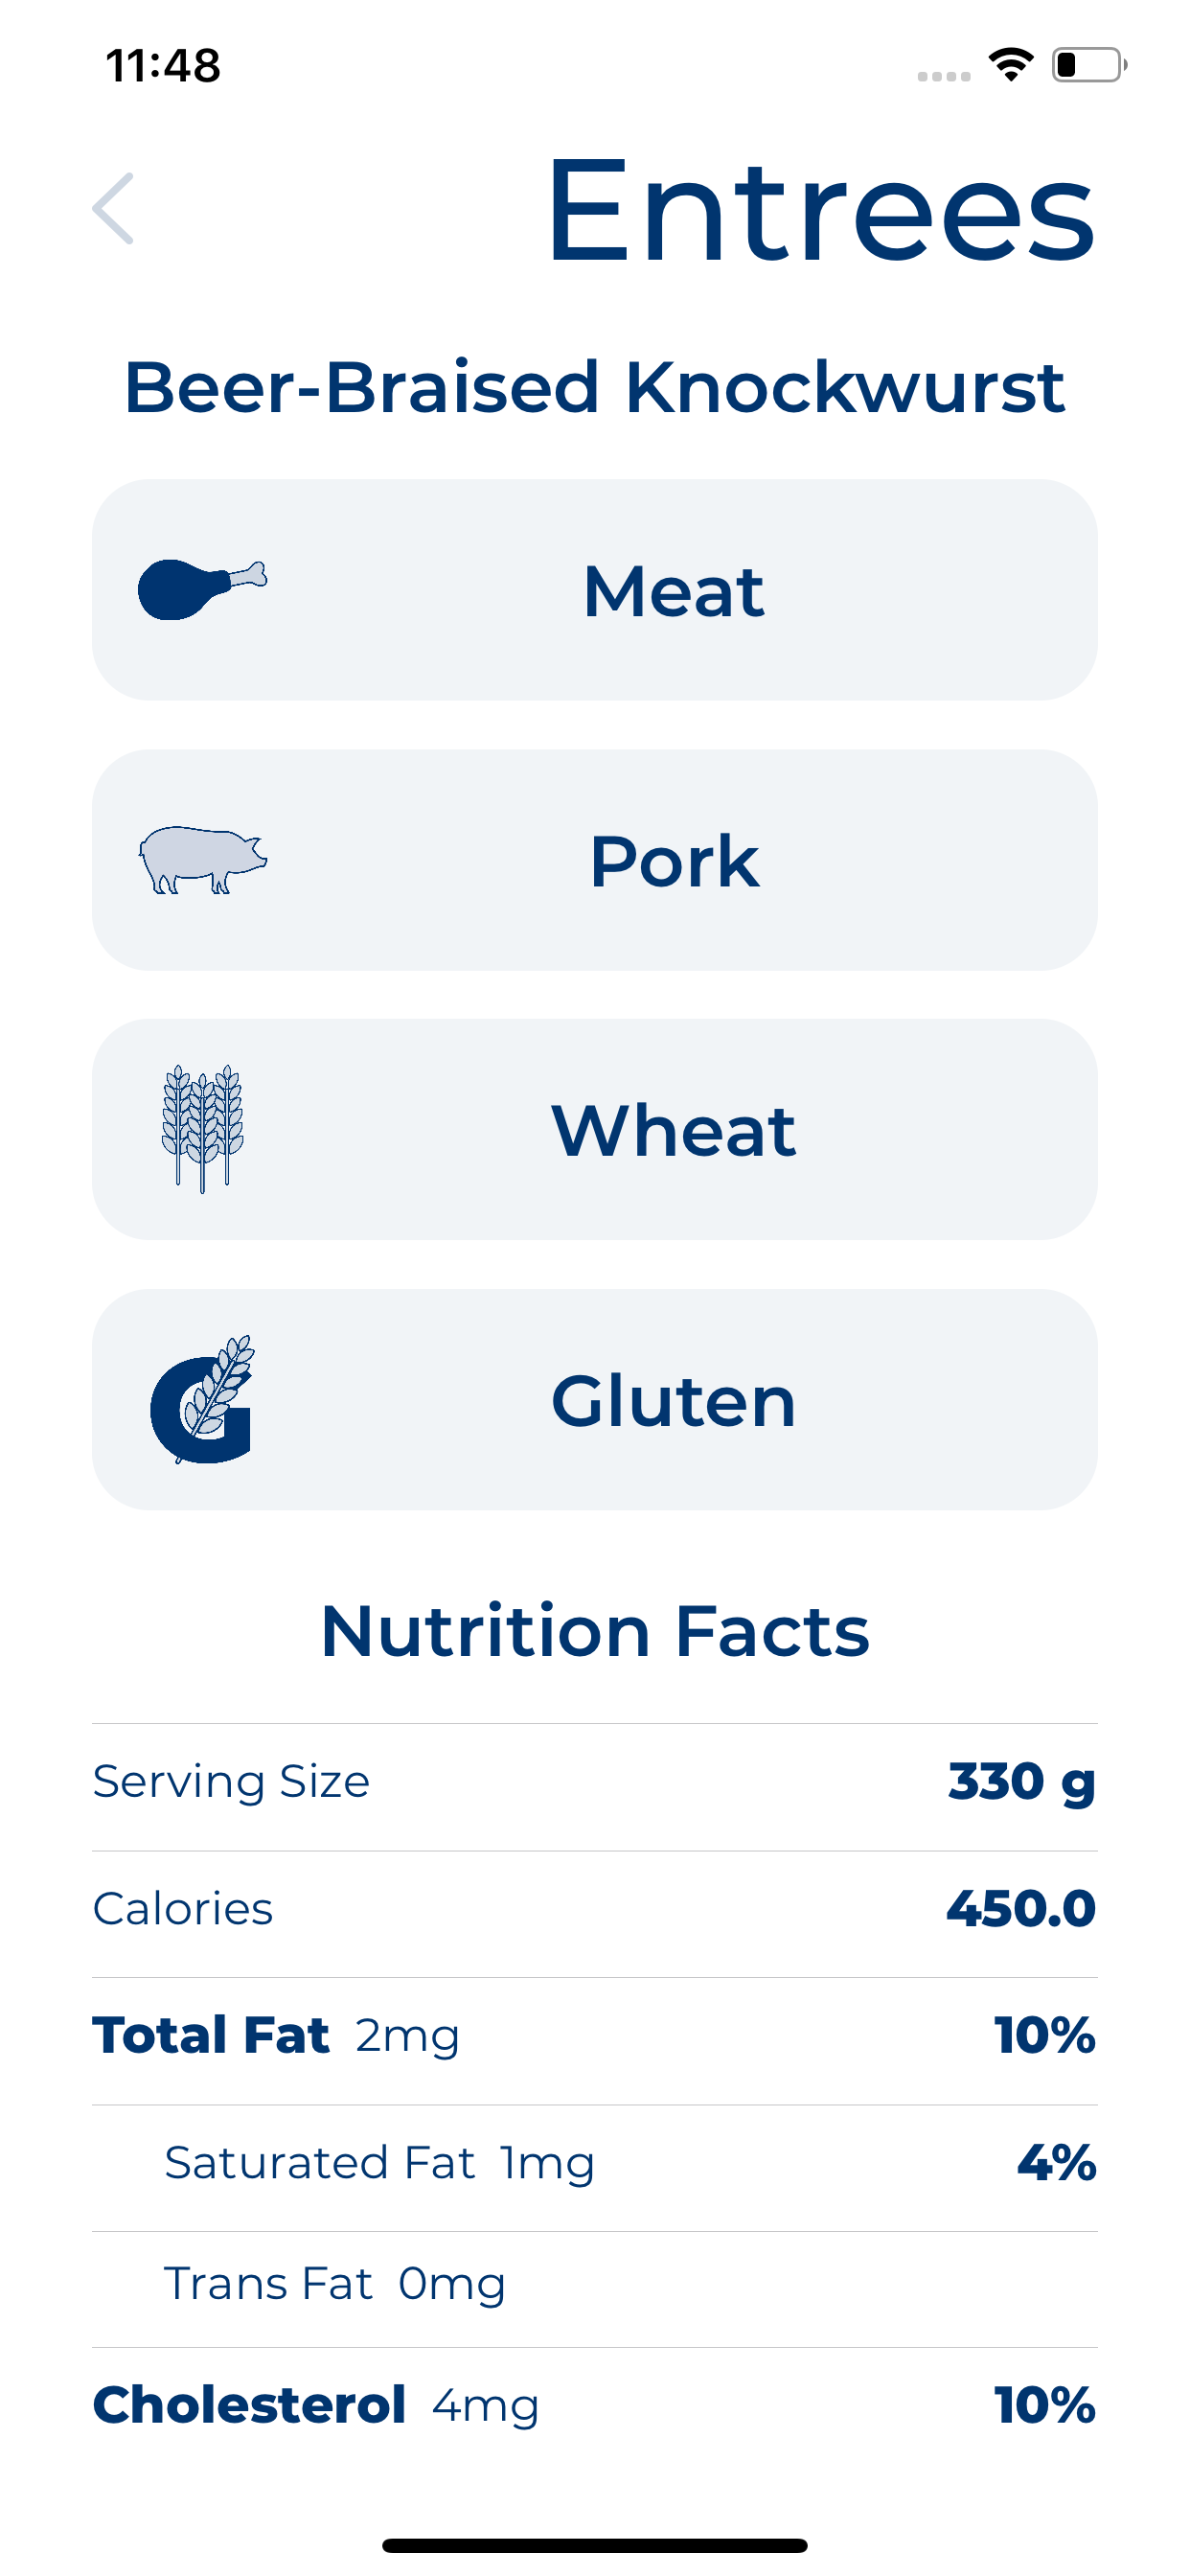 11:48
Entrees
Beer-Braised Knockwurst
Meat
Pork
Wheat
Gluten
Nutrition Facts
Serving Size 330 g
Calories 450.0
Total Fat 2mg 10%
Saturated Fat 1mg 4%
Trans Fat 0mg
Cholesterol 4mg 10%